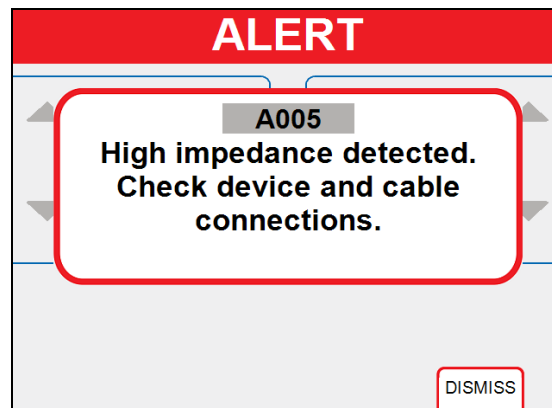 ALERT
A005
High impedance detected.
Check device and cable
connections.
DISMISS